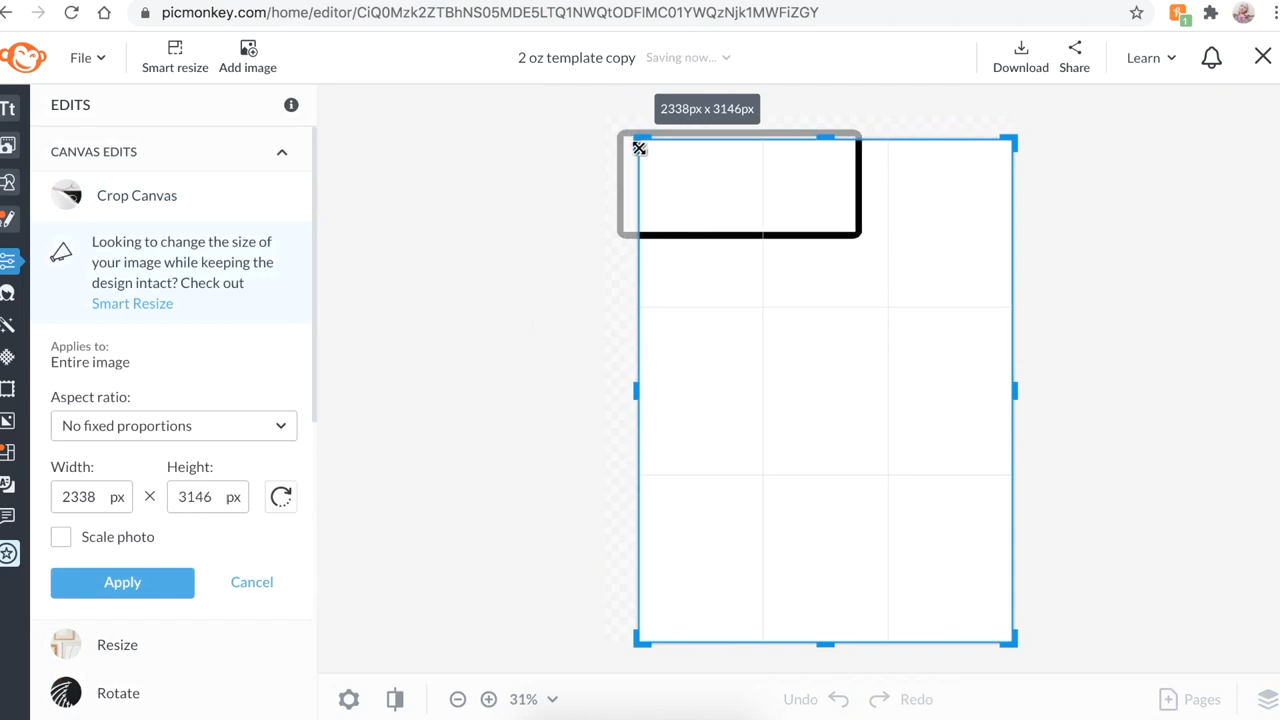 picmonkey.com/home/editor/CiQ0Mzk2ZTBhNS05MDE5LTQ1NWQtODFlMC01YWQzNjk1MWFiZGY
1
File
Smart resize
Add image
2 oz template copy
Saving now...
Download
Share
Learn
Tt
EDITS
2338px x 3146px
CANVAS EDITS
Crop Canvas
Looking to change the size of
your image while keeping the
design intact? Check out
Smart Resize
Applies to:
Entire image
Aspect ratio:
No fixed proportions
Width:
Height:
2338 px × 3146 px
Scale photo
Apply
Cancel
Resize
Rotate
31%
Undo
Redo
Pages